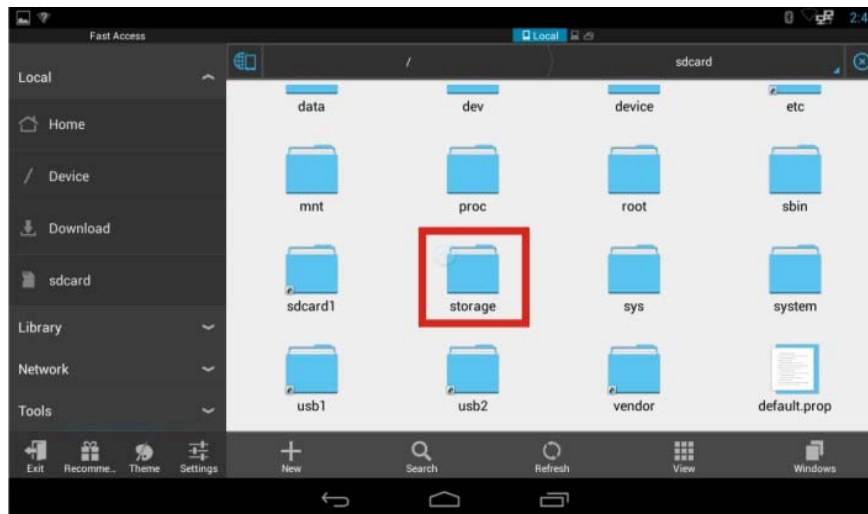 2:4
Fast Access
Local
/
sdcard
Local
Home
Device
Download
sdcard
Library
Network
Tools
data
dev
device
etc
mnt
proc
root
sbin
sdcard1
storage
sys
system
usb1
usb2
vendor
default.prop
Exit
Recomme..
Theme
Settings
New
Search
Refresh
View
Windows